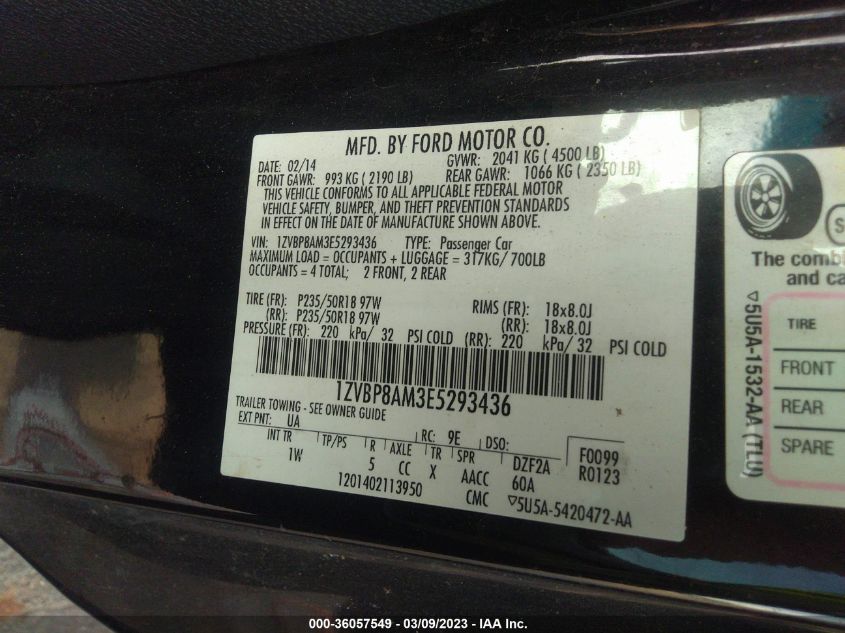 MFD. BY FORD MOTOR CO.
DATE: 02/14 GVWR: 2041 KG ( 4500 LB)
FRONT GAWR: 993 KG ( 2190 LB) REAR GAWR: 1066 KG ( 2350 LB)
THIS VEHICLE CONFORMS TO ALL APPLICABLE FEDERAL MOTOR
VEHICLE SAFETY, BUMPER, AND THEFT PREVENTION STANDARDS
IN EFFECT ON THE DATE OF MANUFACTURE SHOWN ABOVE.
VIN: 1ZVBP8AM3E5293436 TYPE: Passenger Car
MAXIMUM LOAD = OCCUPANTS + LUGGAGE = 317KG/ 700LB
OCCUPANTS = 4 TOTAL; 2 FRONT, 2 REAR
TIRE (FR): P235/50R18 97W RIMS (FR): 18x8.0J
(RR): P235/50R18 97W (RR): 18x8.0J
PRESSURE (FR): 220 kPa/ 32 PSI COLD (RR): 220 kPa/ 32 PSI COLD
1ZVBP8AM3E5293436
TRAILER TOWING - SEE OWNER GUIDE
EXT PNT: UA RC: 9E DSO: F0099
INT TR TP/PS R AXLE TR SPR DZF2A R0123
1W 5 CC X AACC 60A
1201402113950 CMC ▽5U5A-5420472-AA
The combi
and ca
▽5U5A-1532-AA (TLU)
TIRE
FRONT
REAR
SPARE
000-36057549 - 03/09/2023 - IAA Inc.